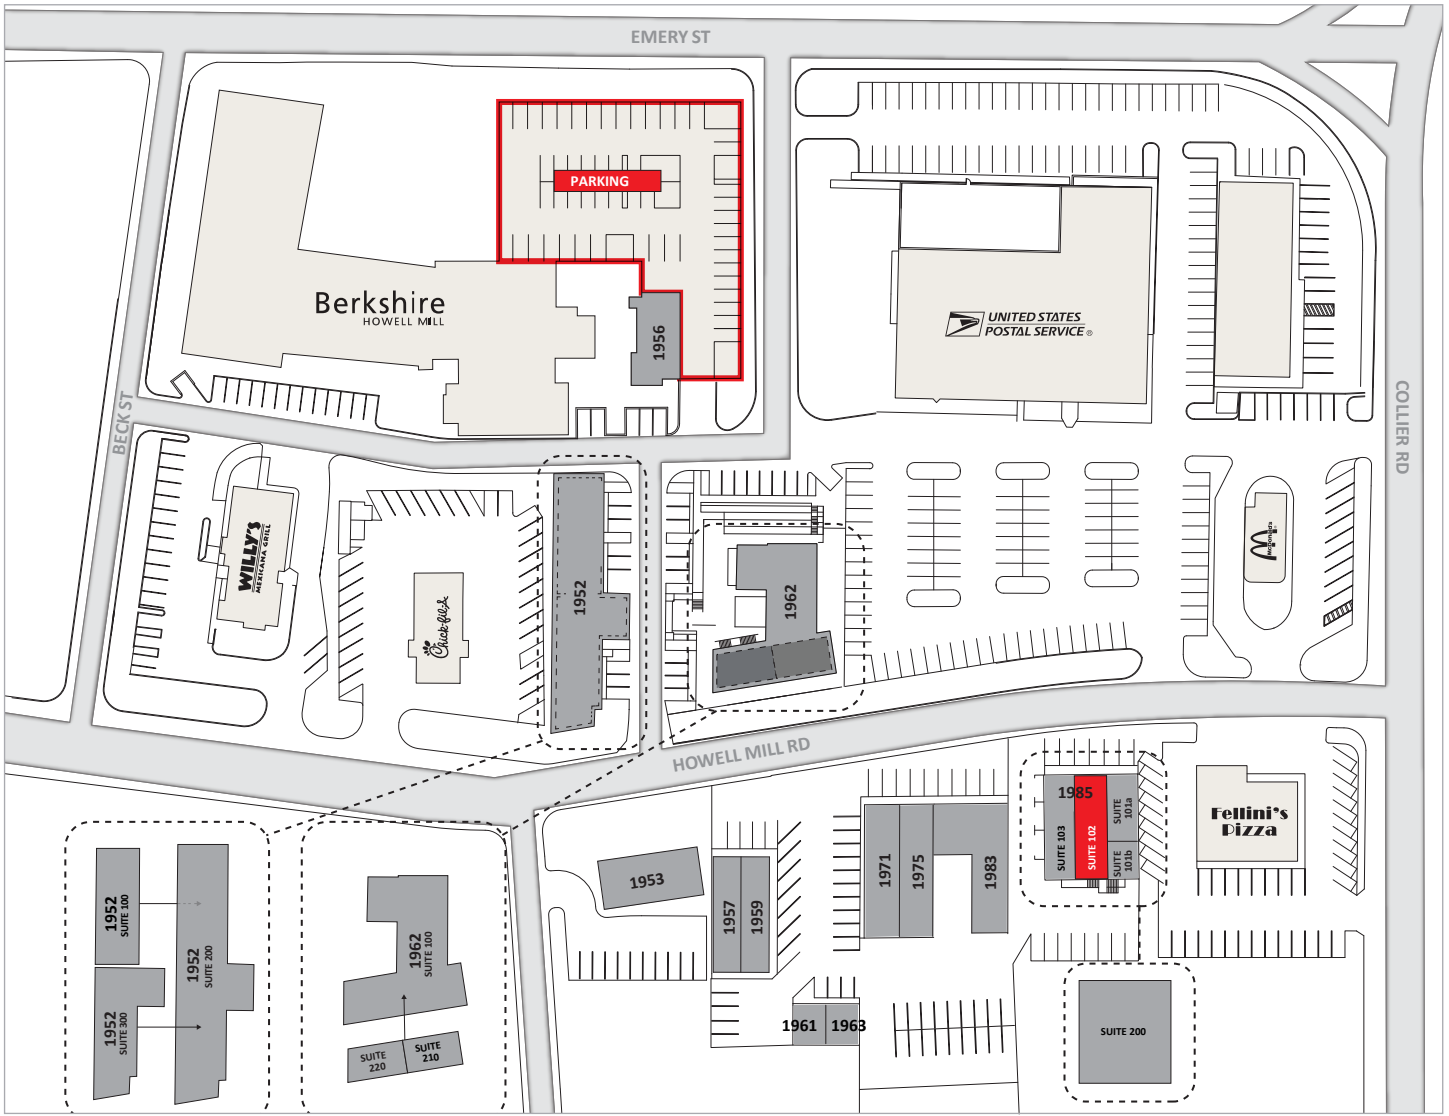 EMERY ST
PARKING
Berkshire
HOWELL MILL
1956
UNITED STATES
POSTAL SERVICE®
BECK ST
COLLIER RD
WILLY'S
MEXICANA GRILL
Chick-fil-A
1952
1962
McDonald's
HOWELL MILL RD
1985
SUITE 103
SUITE 102
SUITE
101a
SUITE
101b
Fellini's
Pizza
1953
1957
1959
1971
1975
1983
1961
1963
SUITE 200
1952
SUITE 100
1952
SUITE 200
1952
SUITE 300
1962
SUITE 100
SUITE
220
SUITE
210